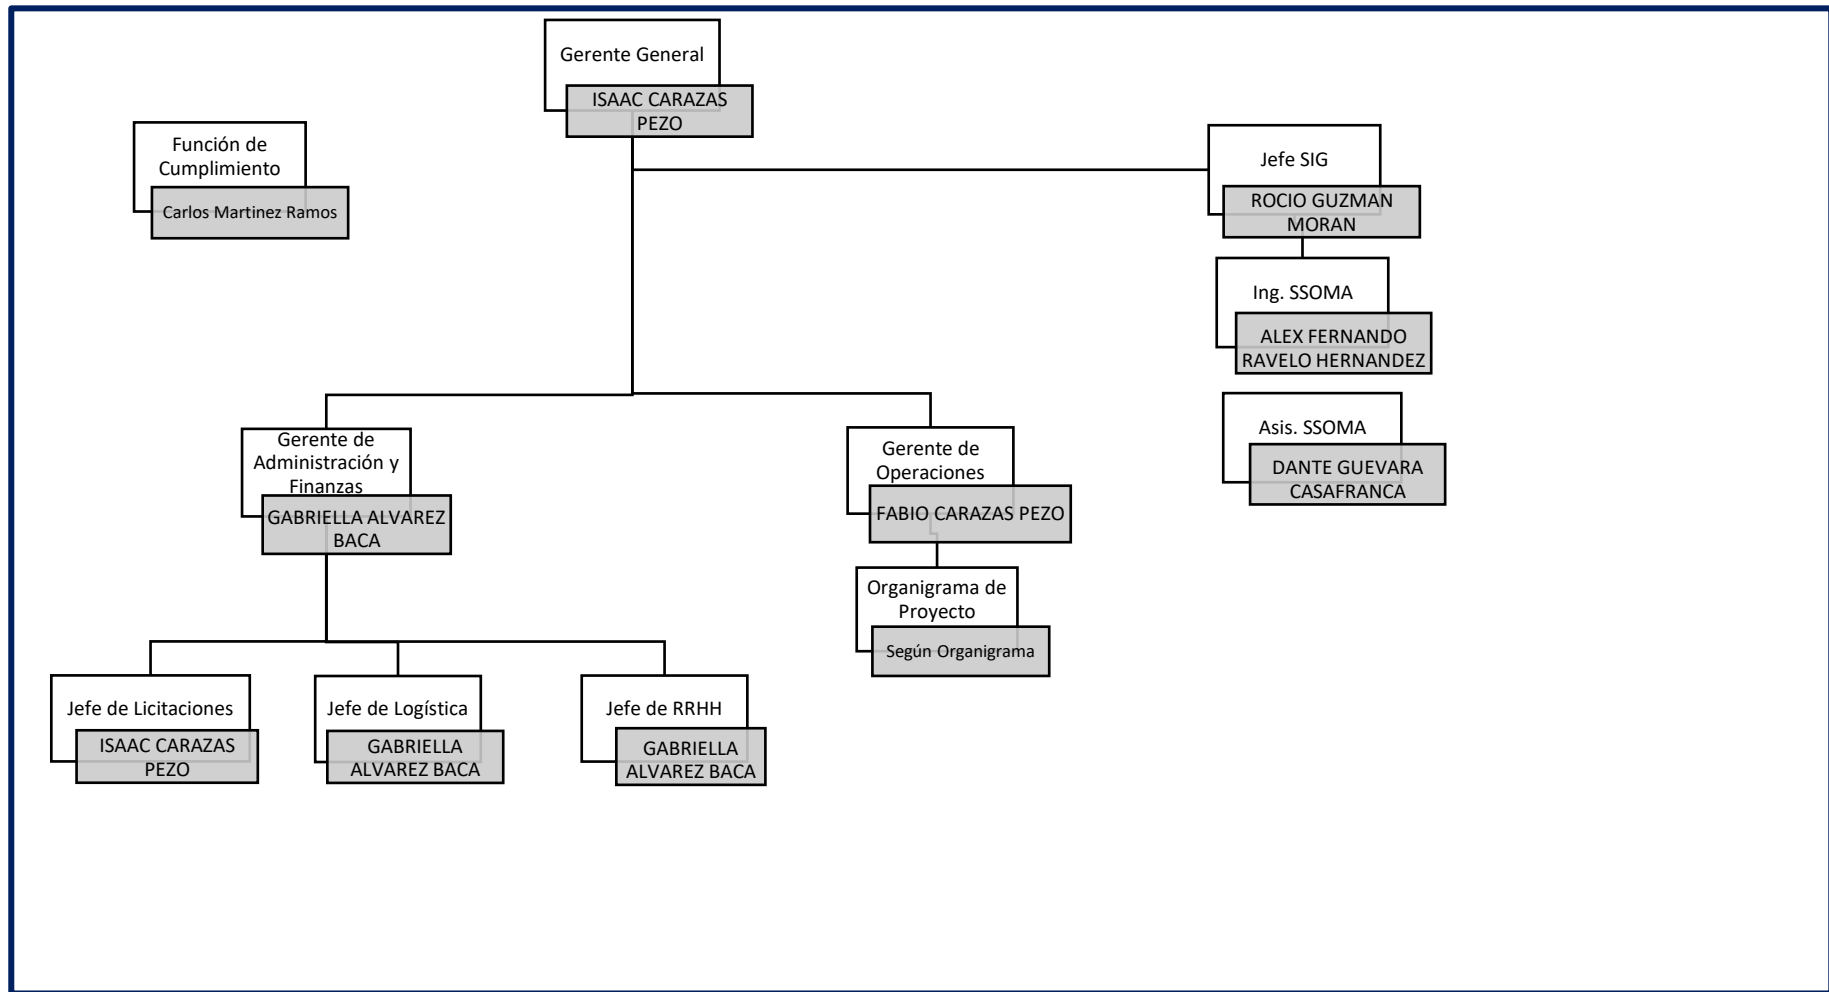 Gerente General
ISAAC CARAZAS
PEZO
Función de
Cumplimiento
Carlos Martinez Ramos
Jefe SIG
ROCIO GUZMAN
MORAN
Ing. SSOMA
ALEX FERNANDO
RAVELO HERNANDEZ
Asis. SSOMA
DANTE GUEVARA
CASAFRANCA
Gerente de
Administración y
Finanzas
GABRIELLA ALVAREZ
BACA
Gerente de
Operaciones
FABIO CARAZAS PEZO
Organigrama de
Proyecto
Según Organigrama
Jefe de Licitaciones
ISAAC CARAZAS
PEZO
Jefe de Logística
GABRIELLA
ALVAREZ BACA
Jefe de RRHH
GABRIELLA
ALVAREZ BACA